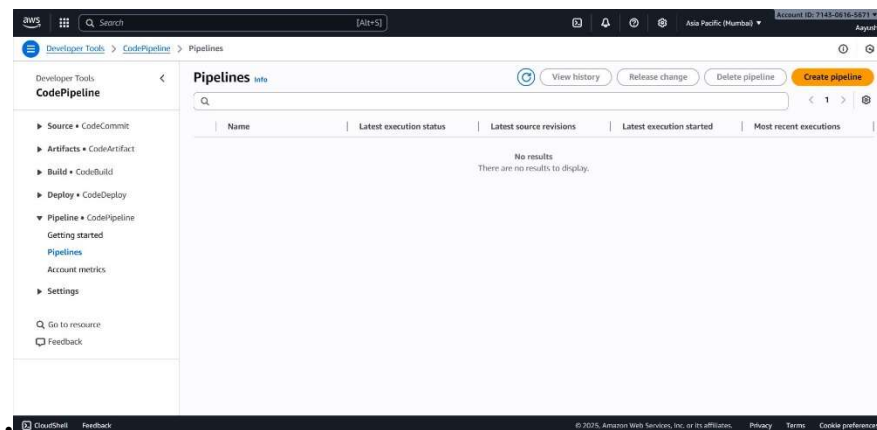 Account ID: 7143-0616-5671
aws Search [Alt+S] Asia Pacific (Mumbai) Aayush
Developer Tools > CodePipeline > Pipelines
Developer Tools
CodePipeline
Source • CodeCommit
Artifacts • CodeArtifact
Build • CodeBuild
Deploy • CodeDeploy
Pipeline • CodePipeline
Getting started
Pipelines
Account metrics
Settings
Go to resource
Feedback
Pipelines Info View history Release change Delete pipeline Create pipeline
< 1 >
Name Latest execution status Latest source revisions Latest execution started Most recent executions
No results
There are no results to display.
CloudShell Feedback © 2025, Amazon Web Services, Inc. or its affiliates. Privacy Terms Cookie preferences